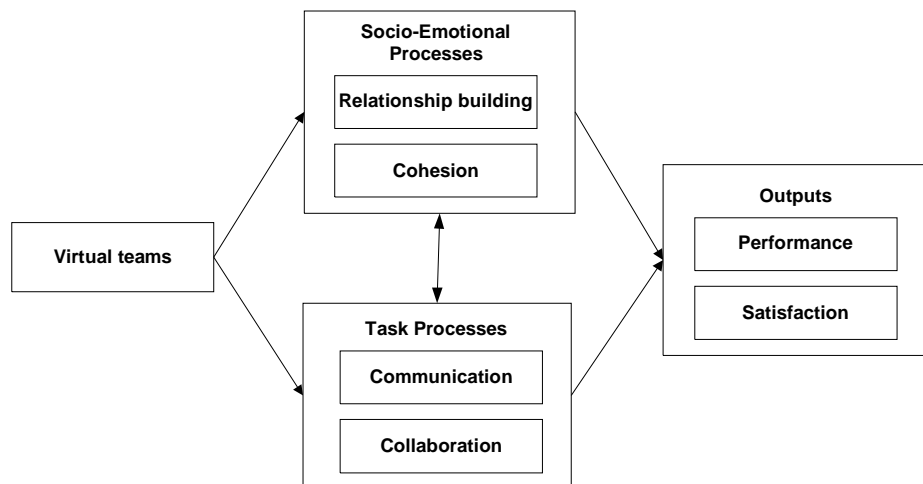 Socio-Emotional
Processes
Relationship building
Cohesion
Virtual teams
Outputs
Performance
Satisfaction
Task Processes
Communication
Collaboration